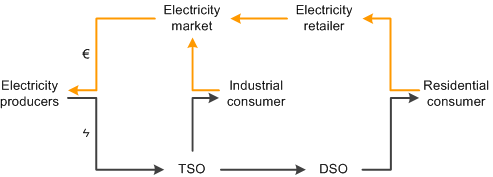 Electricity
market
Electricity
retailer
€
Electricity
producers
Industrial
consumer
Residential
consumer
ϟ
TSO
DSO